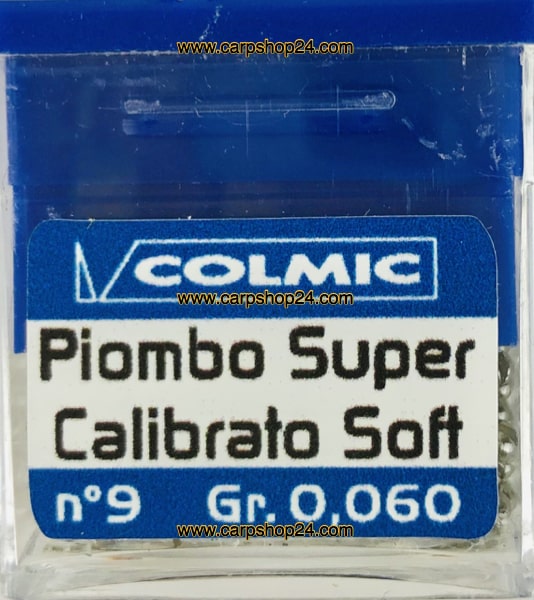 www.carpshop24.com
COLMIC
www.carpshop24.com
Piombo Super
Calibrato Soft
n°9 Gr. 0,060
www.carpshop24.com